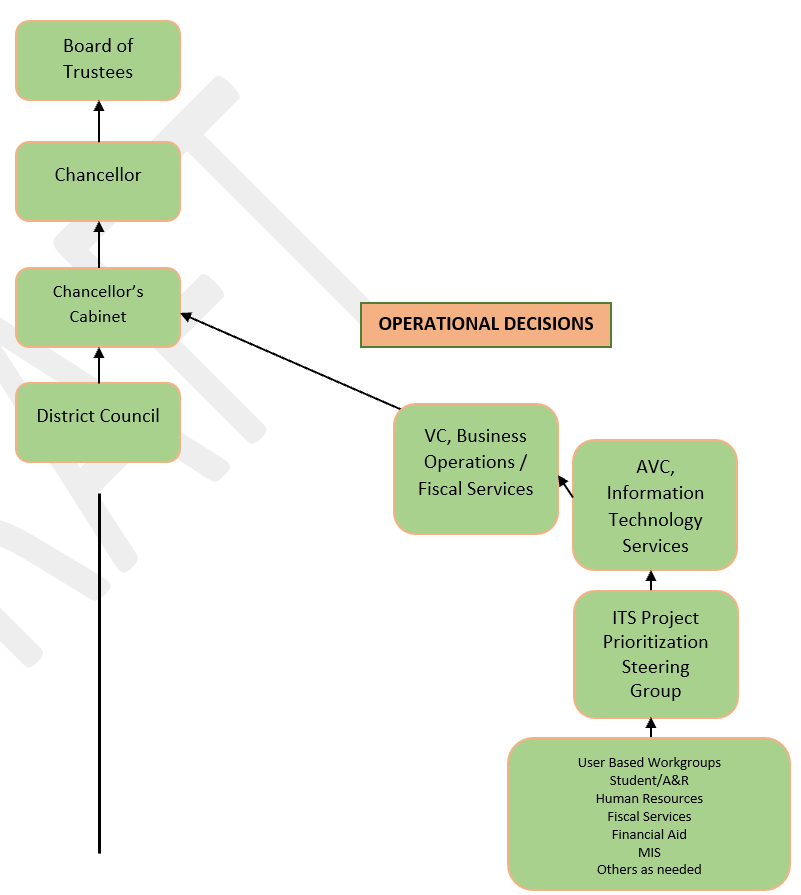 Board of
Trustees
Chancellor
Chancellor's
Cabinet
District Council
OPERATIONAL DECISIONS
VC, Business
Operations /
Fiscal Services
AVC,
Information
Technology
Services
ITS Project
Prioritization
Steering
Group
User Based Workgroups
Student/A&R
Human Resources
Fiscal Services
Financial Aid
MIS
Others as needed